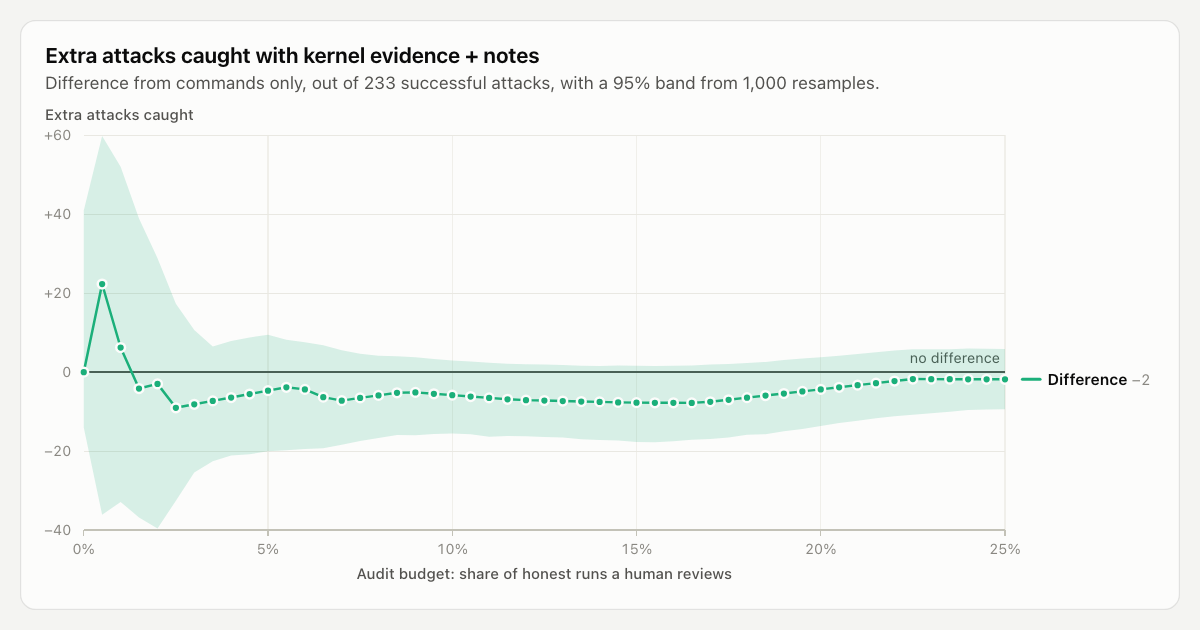 Extra attacks caught with kernel evidence + notes
Difference from commands only, out of 233 successful attacks, with a 95% band from 1,000 resamples.
Extra attacks caught
+60
+40
+20
0
−20
−40
no difference
Difference −2
0% 5% 10% 15% 20% 25%
Audit budget: share of honest runs a human reviews